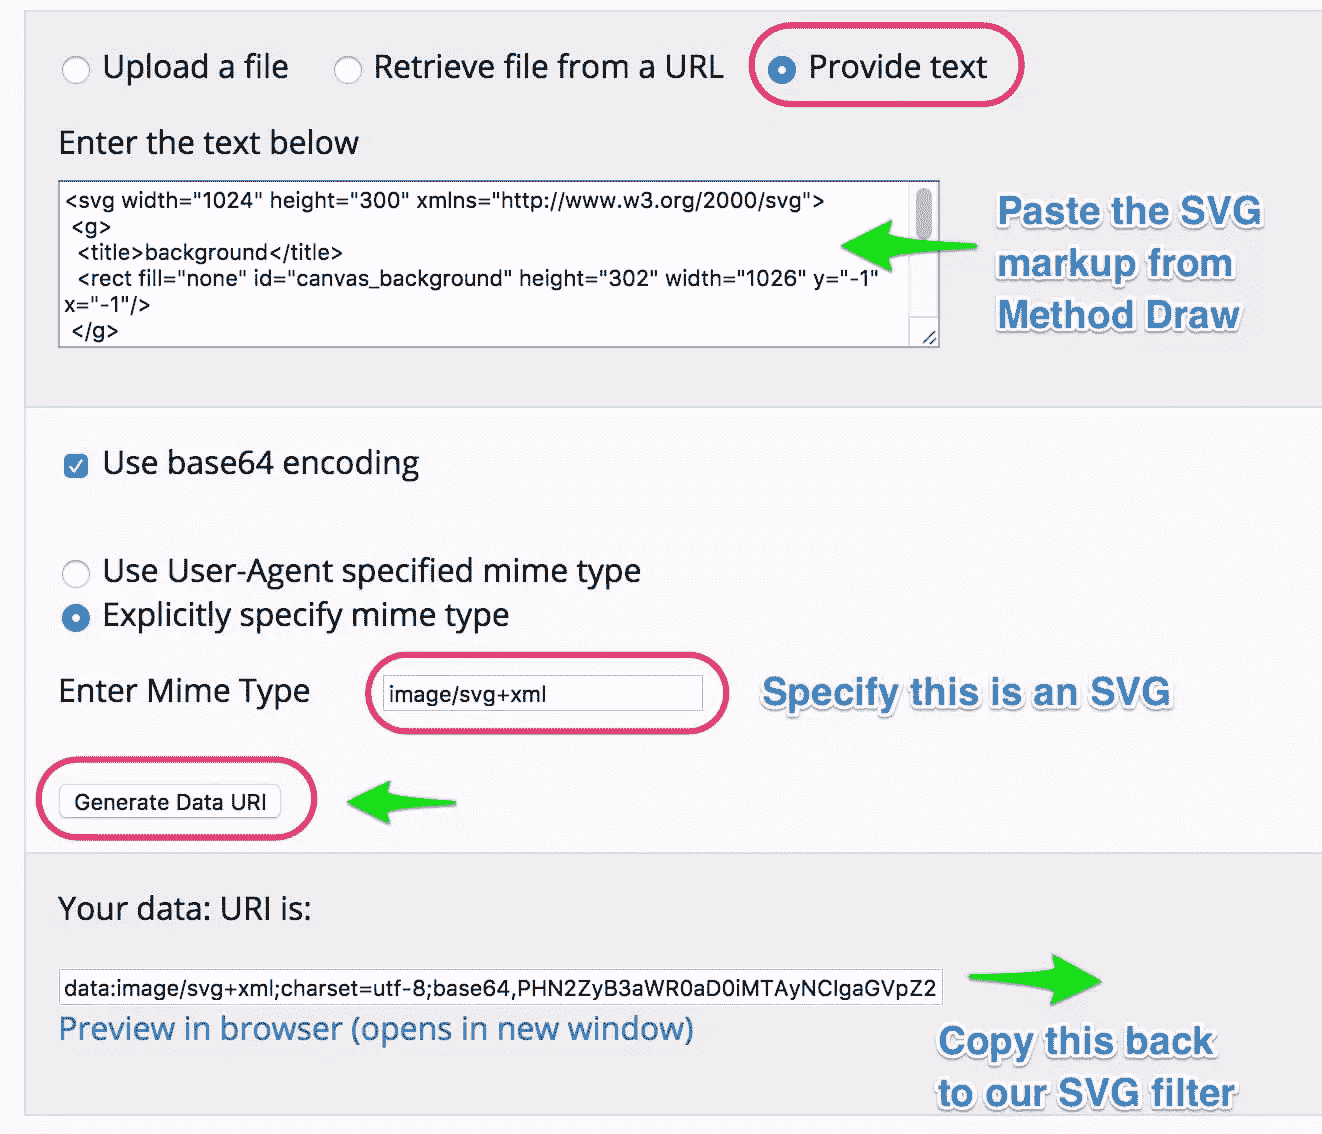 Upload a file Retrieve file from a URL Provide text
Enter the text below
<svg width="1024" height="300" xmlns="http://www.w3.org/2000/svg">
<g>
<title>background</title>
<rect fill="none" id="canvas_background" height="302" width="1026" y="-1"
x="-1"/>
</g>
Paste the SVG
markup from
Method Draw
Use base64 encoding
Use User-Agent specified mime type
Explicitly specify mime type
Enter Mime Type image/svg+xml Specify this is an SVG
Generate Data URI
Your data: URI is:
data:image/svg+xml;charset=utf-8;base64,PHN2ZyB3aWR0aD0iMTAyNCIgaGVpZ2
Preview in browser (opens in new window)
Copy this back
to our SVG filter